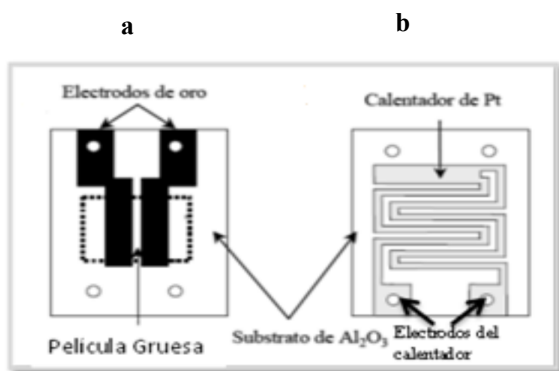 a
b
Electrodos de oro
Calentador de Pt
Substrato de Al₂O₃
Electrodos del
calentador
Película Gruesa